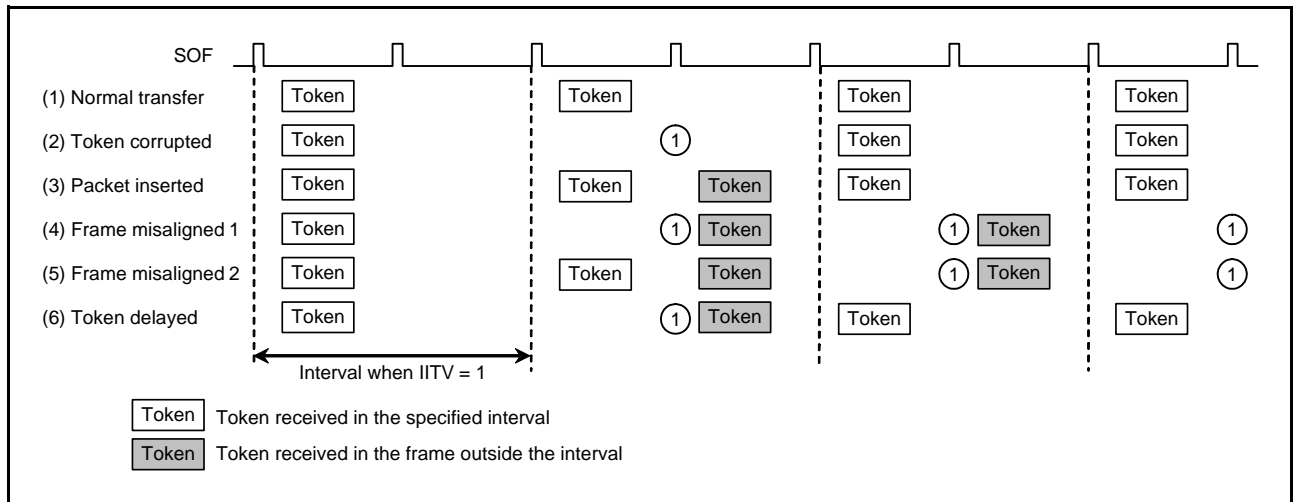 SOF
(1) Normal transfer Token Token Token Token
(2) Token corrupted Token 1 Token Token
(3) Packet inserted Token Token Token Token Token
(4) Frame misaligned 1 Token 1 Token 1 Token 1
(5) Frame misaligned 2 Token Token Token 1 Token 1
(6) Token delayed Token 1 Token Token Token
Interval when IITV = 1
Token Token received in the specified interval
Token Token received in the frame outside the interval